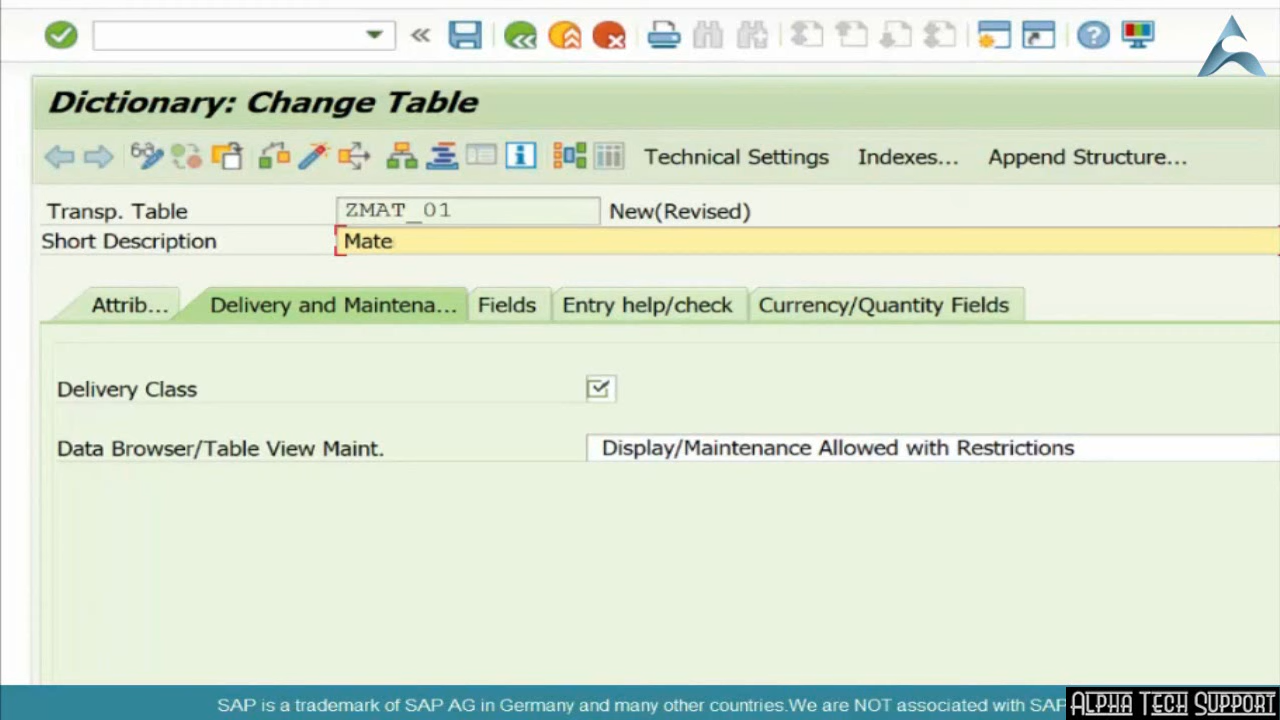 Dictionary: Change Table
Technical Settings Indexes... Append Structure...
Transp. Table ZMAT_01 New(Revised)
Short Description Mate
Attrib... Delivery and Maintena... Fields Entry help/check Currency/Quantity Fields
Delivery Class
Data Browser/Table View Maint. Display/Maintenance Allowed with Restrictions
SAP is a trademark of SAP AG in Germany and many other countries.We are NOT associated with SAP
Alpha Tech Support